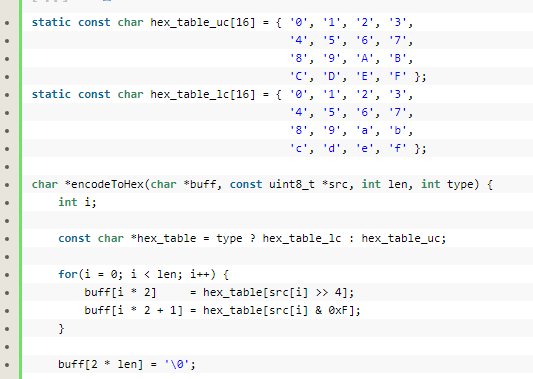 static const char hex_table_uc[16] = { '0', '1', '2', '3',
                                       '4', '5', '6', '7',
                                       '8', '9', 'A', 'B',
                                       'C', 'D', 'E', 'F' };
static const char hex_table_lc[16] = { '0', '1', '2', '3',
                                       '4', '5', '6', '7',
                                       '8', '9', 'a', 'b',
                                       'c', 'd', 'e', 'f' };

char *encodeToHex(char *buff, const uint8_t *src, int len, int type) {
    int i;

    const char *hex_table = type ? hex_table_lc : hex_table_uc;

    for(i = 0; i < len; i++) {
        buff[i * 2]     = hex_table[src[i] >> 4];
        buff[i * 2 + 1] = hex_table[src[i] & 0xF];
    }

    buff[2 * len] = '\0';